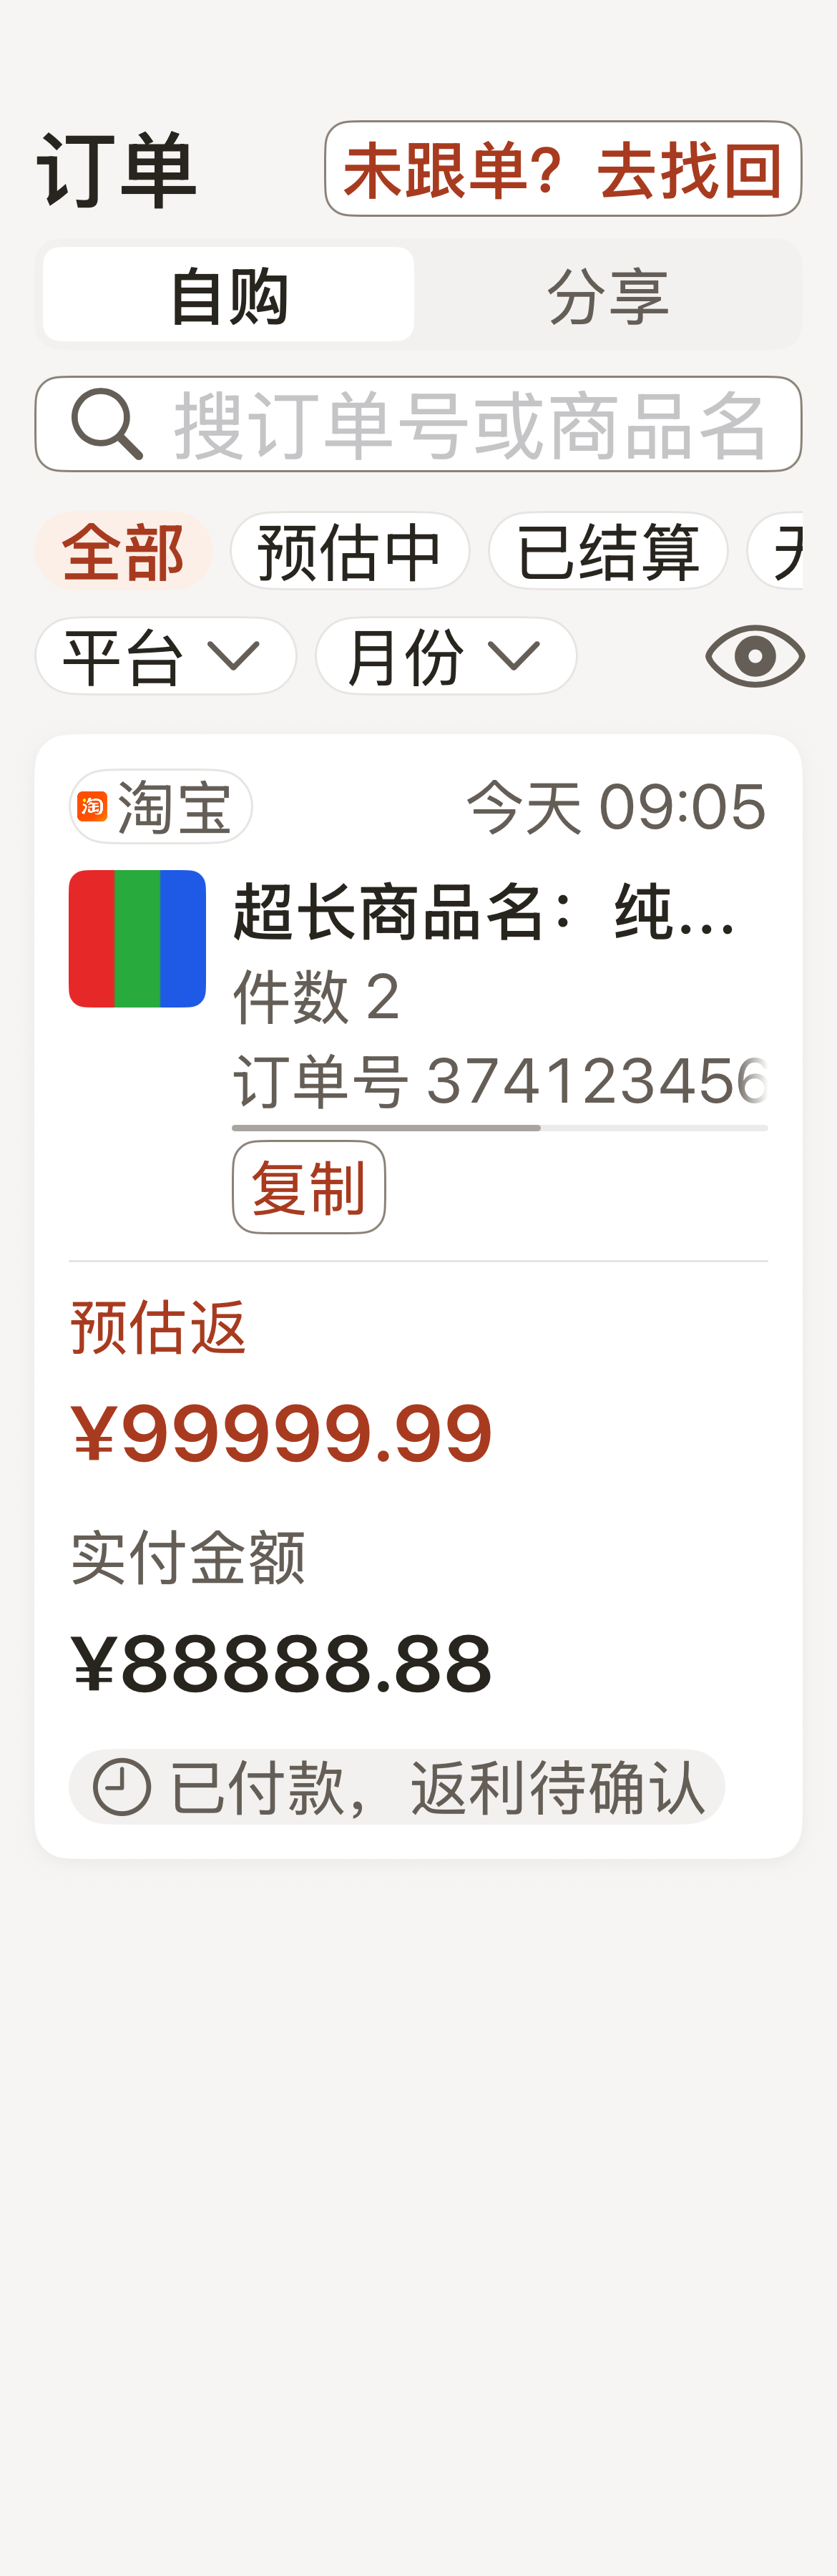 订单
未跟单？去找回
自购
分享
搜订单号或商品名
全部
预估中
已结算
平台
月份
淘 淘宝
今天 09:05
超长商品名：纯...
件数 2
订单号 374123456
复制
预估返
¥99999.99
实付金额
¥88888.88
已付款，返利待确认